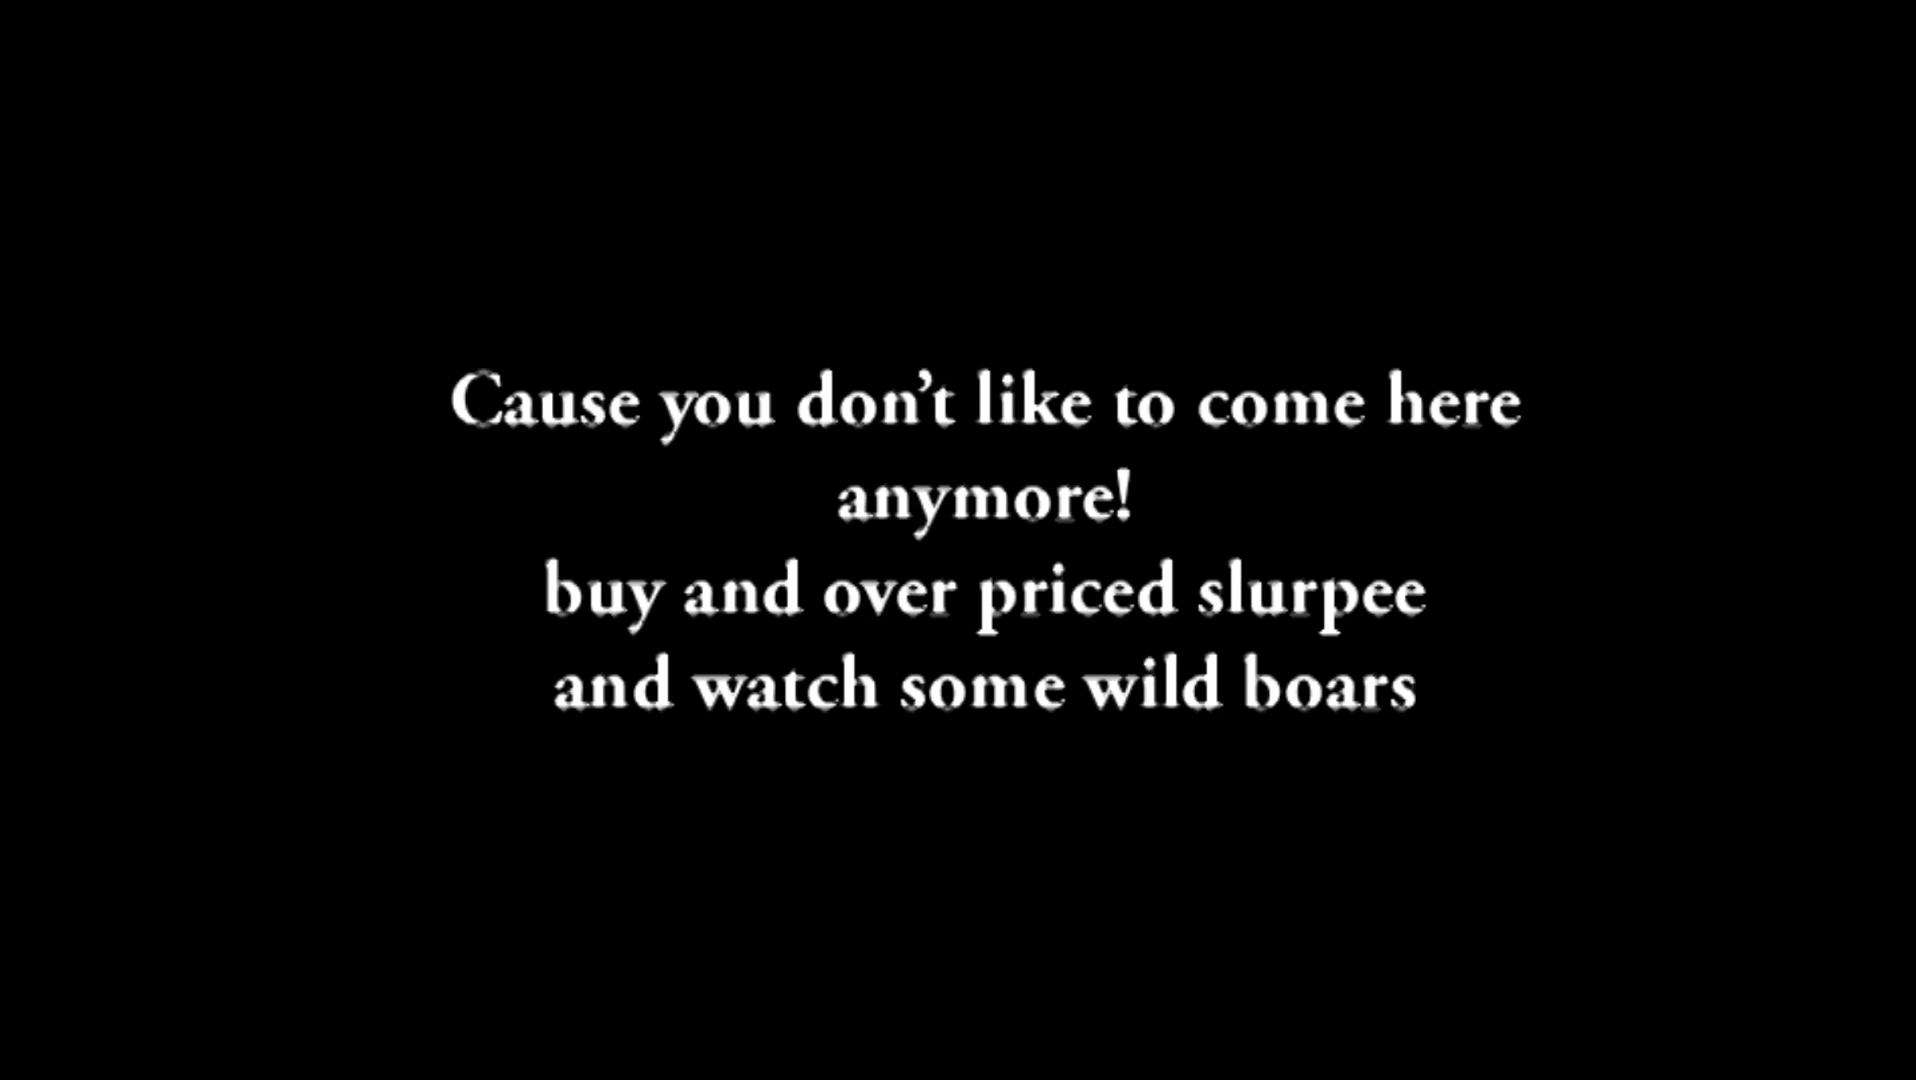 Cause you don’t like to come here
anymore!
buy and over priced slurpee
and watch some wild boars